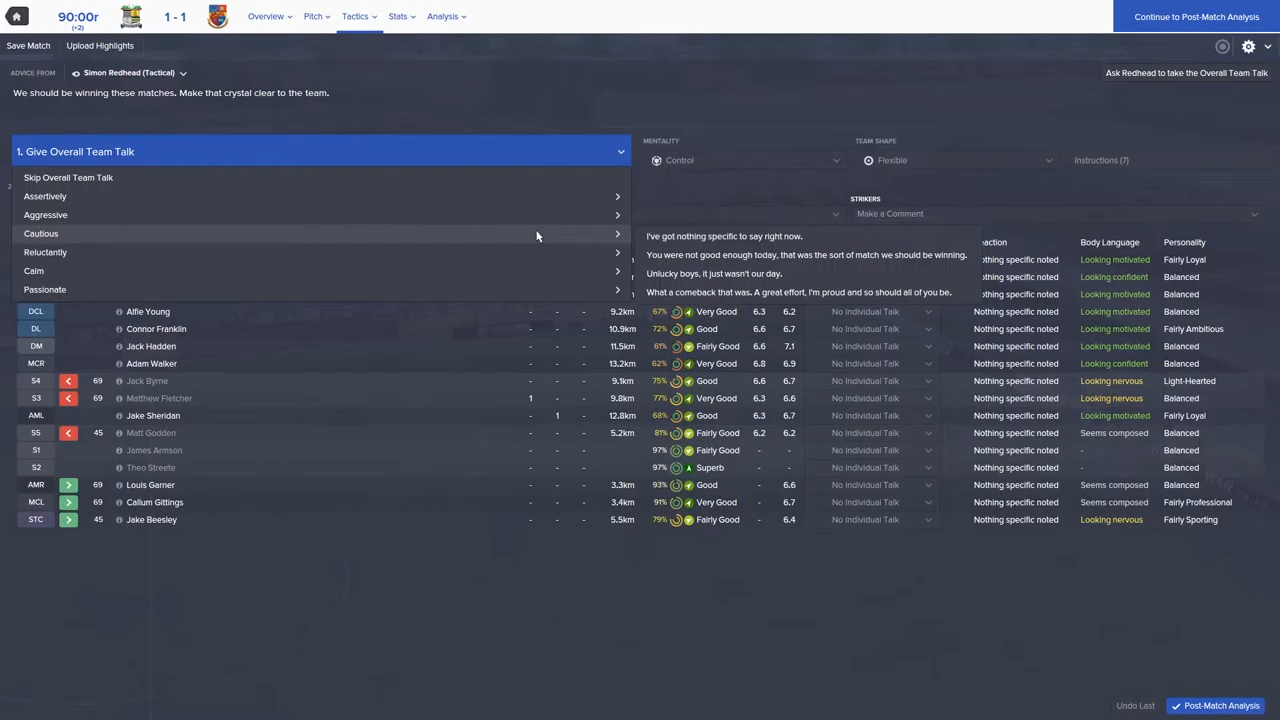 90:00r
(+2)
1 - 1
Overview
Pitch
Tactics
Stats
Analysis
Continue to Post-Match Analysis
Save Match
Upload Highlights
ADVICE FROM
Simon Redhead (Tactical)
Ask Redhead to take the Overall Team Talk
We should be winning these matches. Make that crystal clear to the team.
1. Give Overall Team Talk
MENTALITY
Control
TEAM SHAPE
Flexible
Instructions (7)
Skip Overall Team Talk
2
Assertively
Aggressive
Cautious
Reluctantly
Calm
Passionate
STRIKERS
Make a Comment
I've got nothing specific to say right now.
You were not good enough today, that was the sort of match we should be winning.
Unlucky boys, it just wasn't our day.
What a comeback that was. A great effort, I'm proud and so should all of you be.
eaction Body Language Personality
othing specific noted Looking motivated Fairly Loyal
othing specific noted Looking confident Balanced
othing specific noted Looking motivated Balanced
DCL Alfie Young - - - 9.2km 67% Very Good 6.3 6.2 No Individual Talk Nothing specific noted Looking motivated Balanced
DL Connor Franklin - - - 10.9km 72% Good 6.6 6.7 No Individual Talk Nothing specific noted Looking motivated Fairly Ambitious
DM Jack Hadden - - - 11.5km 61% Fairly Good 6.6 7.1 No Individual Talk Nothing specific noted Looking motivated Balanced
MCR Adam Walker - - - 13.2km 62% Very Good 6.8 6.9 No Individual Talk Nothing specific noted Looking confident Balanced
S4 69 Jack Byrne - - - 9.1km 75% Good 6.6 6.7 No Individual Talk Nothing specific noted Looking nervous Light-Hearted
S3 69 Matthew Fletcher 1 - - 9.8km 77% Very Good 6.3 6.6 No Individual Talk Nothing specific noted Looking nervous Balanced
AML Jake Sheridan - 1 - 12.8km 68% Good 6.3 6.7 No Individual Talk Nothing specific noted Looking motivated Fairly Loyal
S5 45 Matt Godden - - - 5.2km 81% Fairly Good 6.2 6.2 No Individual Talk Nothing specific noted Seems composed Balanced
S1 James Armson 97% Fairly Good - - No Individual Talk Nothing specific noted - Balanced
S2 Theo Streete 97% Superb - - No Individual Talk Nothing specific noted - Balanced
AMR 69 Louis Garner - - - 3.3km 93% Good - 6.6 No Individual Talk Nothing specific noted Seems composed Balanced
MCL 69 Callum Gittings - - - 3.4km 91% Very Good - 6.7 No Individual Talk Nothing specific noted Seems composed Fairly Professional
STC 45 Jake Beesley - - - 5.5km 79% Fairly Good - 6.4 No Individual Talk Nothing specific noted Looking nervous Fairly Sporting
Undo Last
Post-Match Analysis